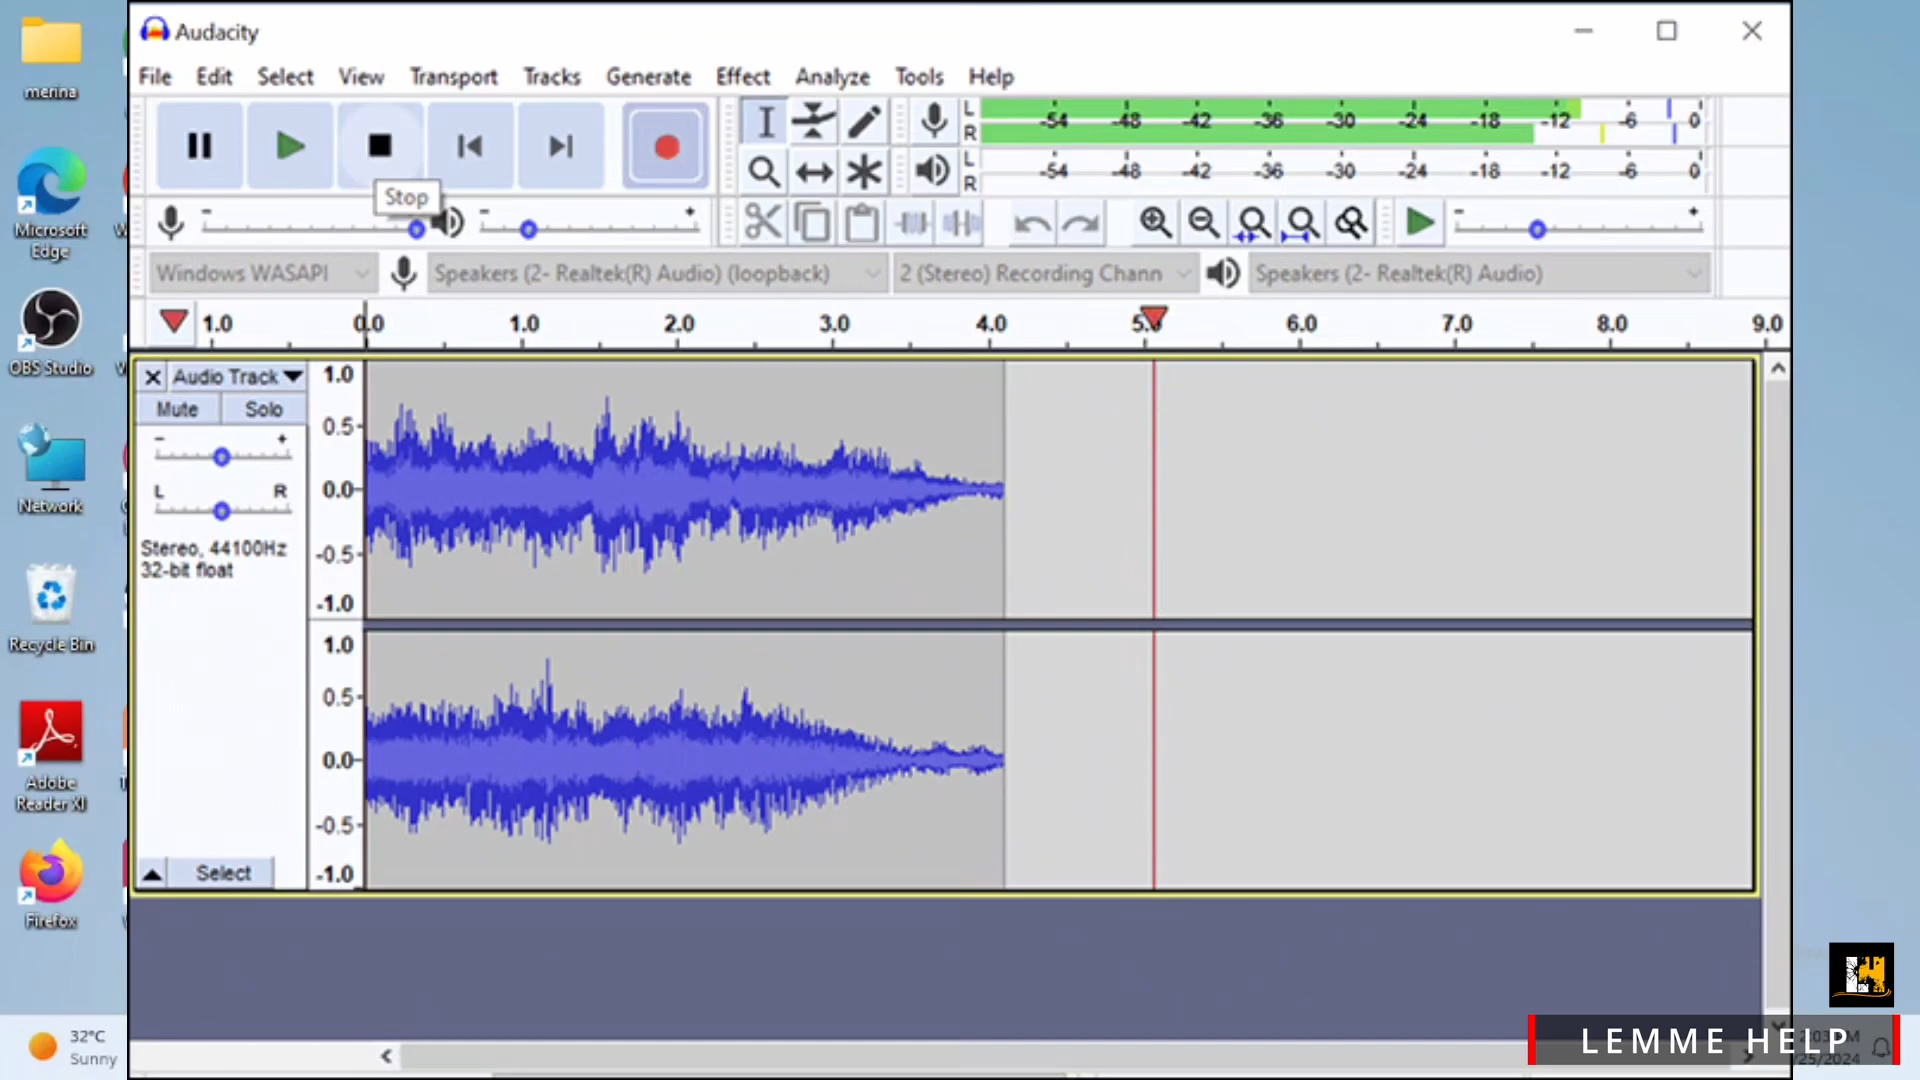 merina
Microsoft
Edge
OBS Studio
Network
Recycle Bin
Adobe
Reader XI
Firefox
32°C
Sunny
Audacity
File Edit Select View Transport Tracks Generate Effect Analyze Tools Help
L
R
-54 -48 -42 -36 -30 -24 -18 -12 -6 0
L
R
-54 -48 -42 -36 -30 -24 -18 -12 -6 0
Stop
- - + - +
Windows WASAPI Speakers (2- Realtek(R) Audio) (loopback) 2 (Stereo) Recording Chann Speakers (2- Realtek(R) Audio)
1.0 0.0 1.0 2.0 3.0 4.0 5.0 6.0 7.0 8.0 9.0
Audio Track
Mute Solo
- +
L R
Stereo, 44100Hz
32-bit float
Select
1.0
0.5
0.0
-0.5
-1.0
1.0
0.5
0.0
-0.5
-1.0
LEMME HELP